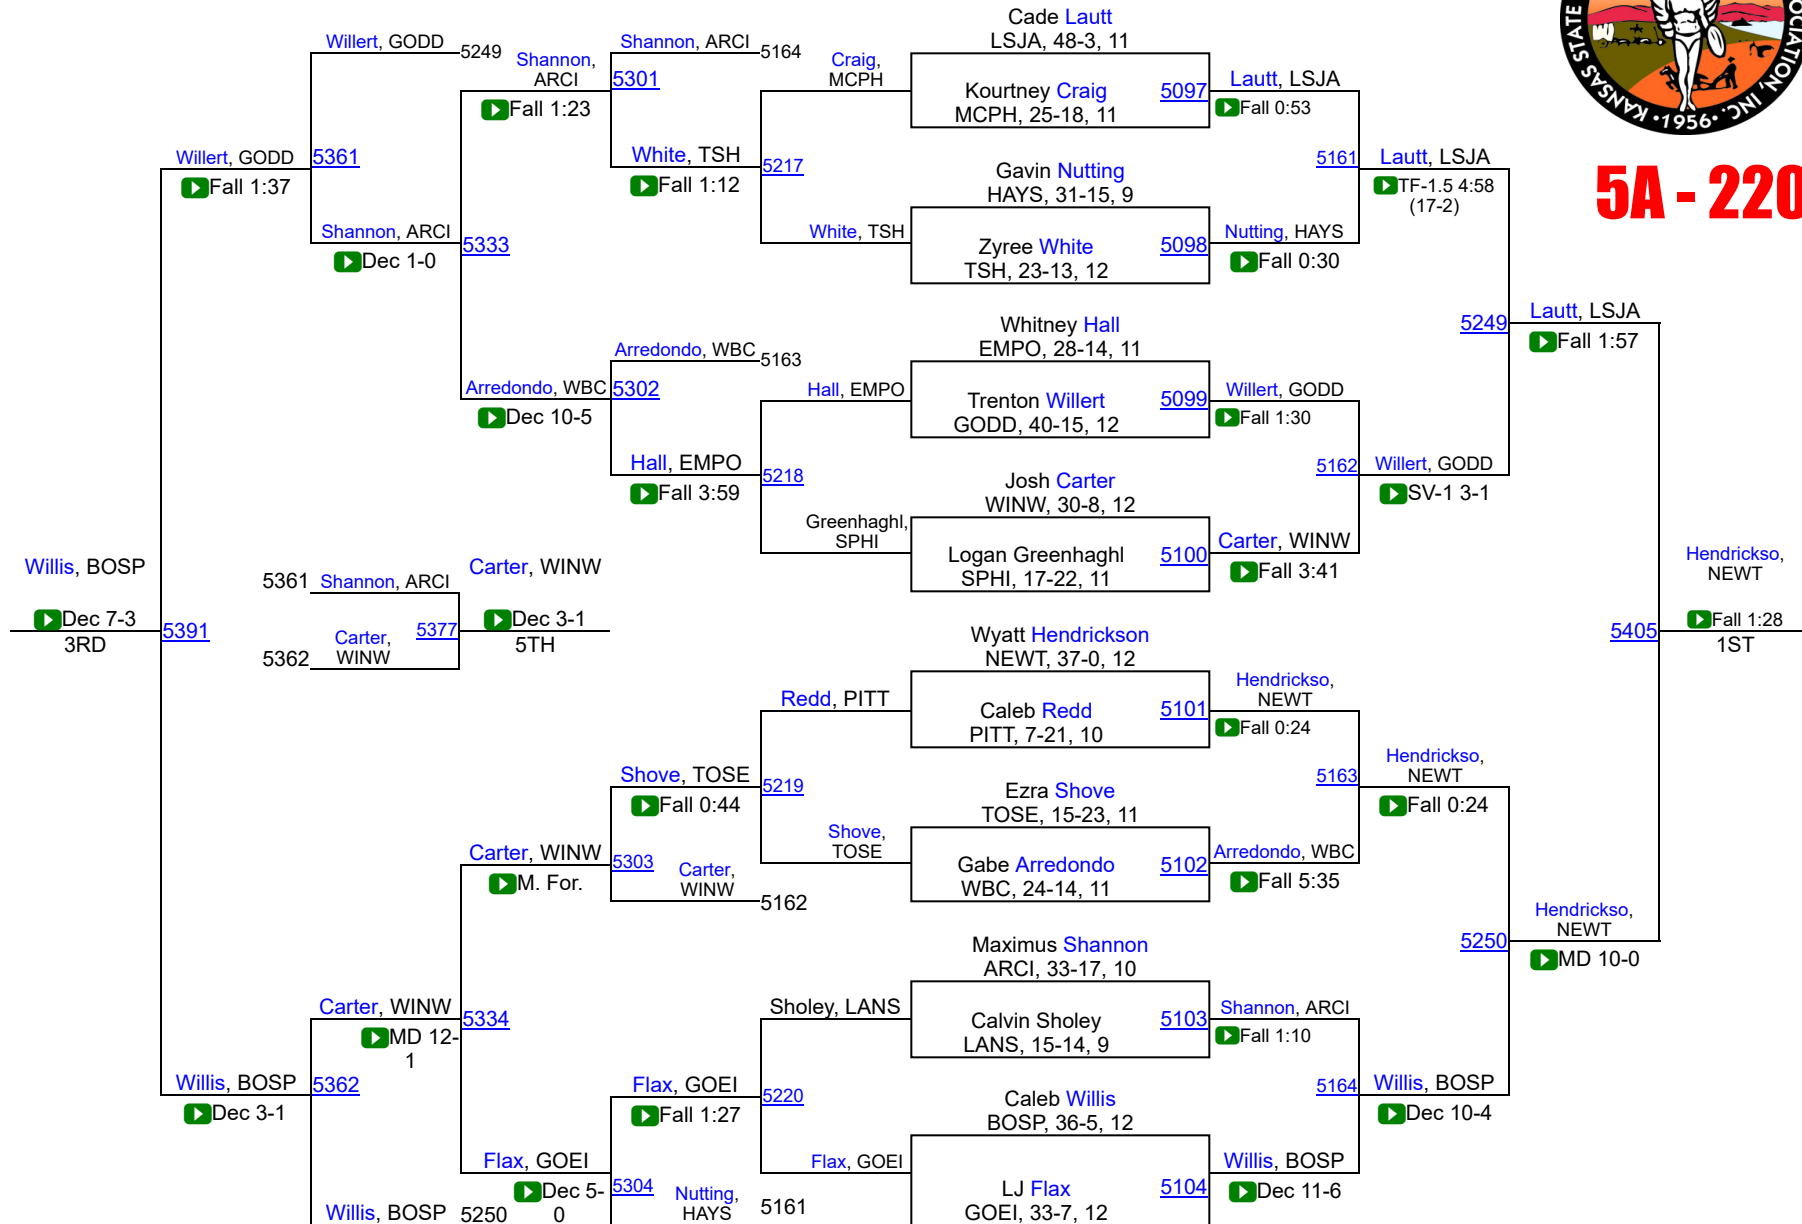 Cade Lautt
LSJA, 48-3, 11
Kourtney Craig
MCPH, 25-18, 11
5097
Gavin Nutting
HAYS, 31-15, 9
Zyree White
TSH, 23-13, 12
5098
Whitney Hall
EMPO, 28-14, 11
Trenton Willert
GODD, 40-15, 12
5099
Josh Carter
WINW, 30-8, 12
Logan Greenhaghl
SPHI, 17-22, 11
5100
Wyatt Hendrickson
NEWT, 37-0, 12
Caleb Redd
PITT, 7-21, 10
5101
Ezra Shove
TOSE, 15-23, 11
Gabe Arredondo
WBC, 24-14, 11
5102
Maximus Shannon
ARCI, 33-17, 10
Calvin Sholey
LANS, 15-14, 9
5103
Caleb Willis
BOSP, 36-5, 12
LJ Flax
GOEI, 33-7, 12
5104
Lautt, LSJA
Fall 0:53
5161
Nutting, HAYS
Fall 0:30
Willert, GODD
Fall 1:30
5162
Carter, WINW
Fall 3:41
Hendrickso,
NEWT
Fall 0:24
5163
Arredondo, WBC
Fall 5:35
Shannon, ARCI
Fall 1:10
5164
Willis, BOSP
Dec 11-6
Lautt, LSJA
TF-1.5 4:58
(17-2)
5249
Willert, GODD
SV-1 3-1
Hendrickso,
NEWT
Fall 0:24
5250
Willis, BOSP
Dec 10-4
Lautt, LSJA
Fall 1:57
5405
Hendrickso,
NEWT
MD 10-0
Hendrickso,
NEWT
Fall 1:28
1ST
KANSAS STATE
OCIATION, INC.
•1956•
5A - 220
Craig,
MCPH
5217
White, TSH
Hall, EMPO
5218
Greenhaghl,
SPHI
Redd, PITT
5219
Shove,
TOSE
Sholey, LANS
5220
Flax, GOEI
Shannon, ARCI
5164
5301
White, TSH
Fall 1:12
Arredondo, WBC
5163
5302
Hall, EMPO
Fall 3:59
Shove, TOSE
Fall 0:44
5303
Carter,
WINW
5162
Flax, GOEI
Fall 1:27
5304
Nutting,
HAYS
5161
Shannon,
ARCI
Fall 1:23
5333
Arredondo, WBC
Dec 10-5
Carter, WINW
M. For.
5334
Flax, GOEI
Dec 5-
0
Willert, GODD
5249
5361
Shannon, ARCI
Dec 1-0
Carter, WINW
MD 12-
1
5362
Willis, BOSP
5250
Willert, GODD
Fall 1:37
5391
Willis, BOSP
Dec 3-1
Willis, BOSP
Dec 7-3
3RD
5361
Shannon, ARCI
5377
5362
Carter,
WINW
Carter, WINW
Dec 3-1
5TH